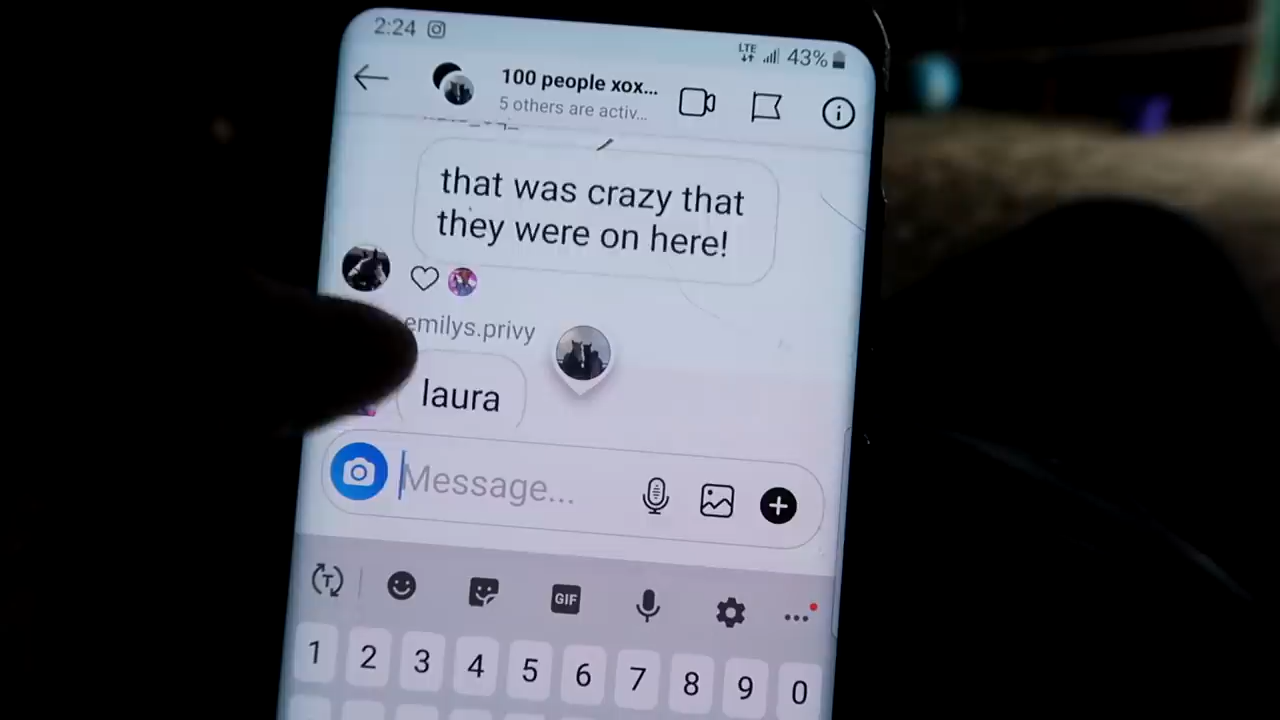 2:24
LTE 43%
100 people xox...
5 others are activ...
that was crazy that
they were on here!
emilys.privy
laura
Message...
GIF
1 2 3 4 5 6 7 8 9 0